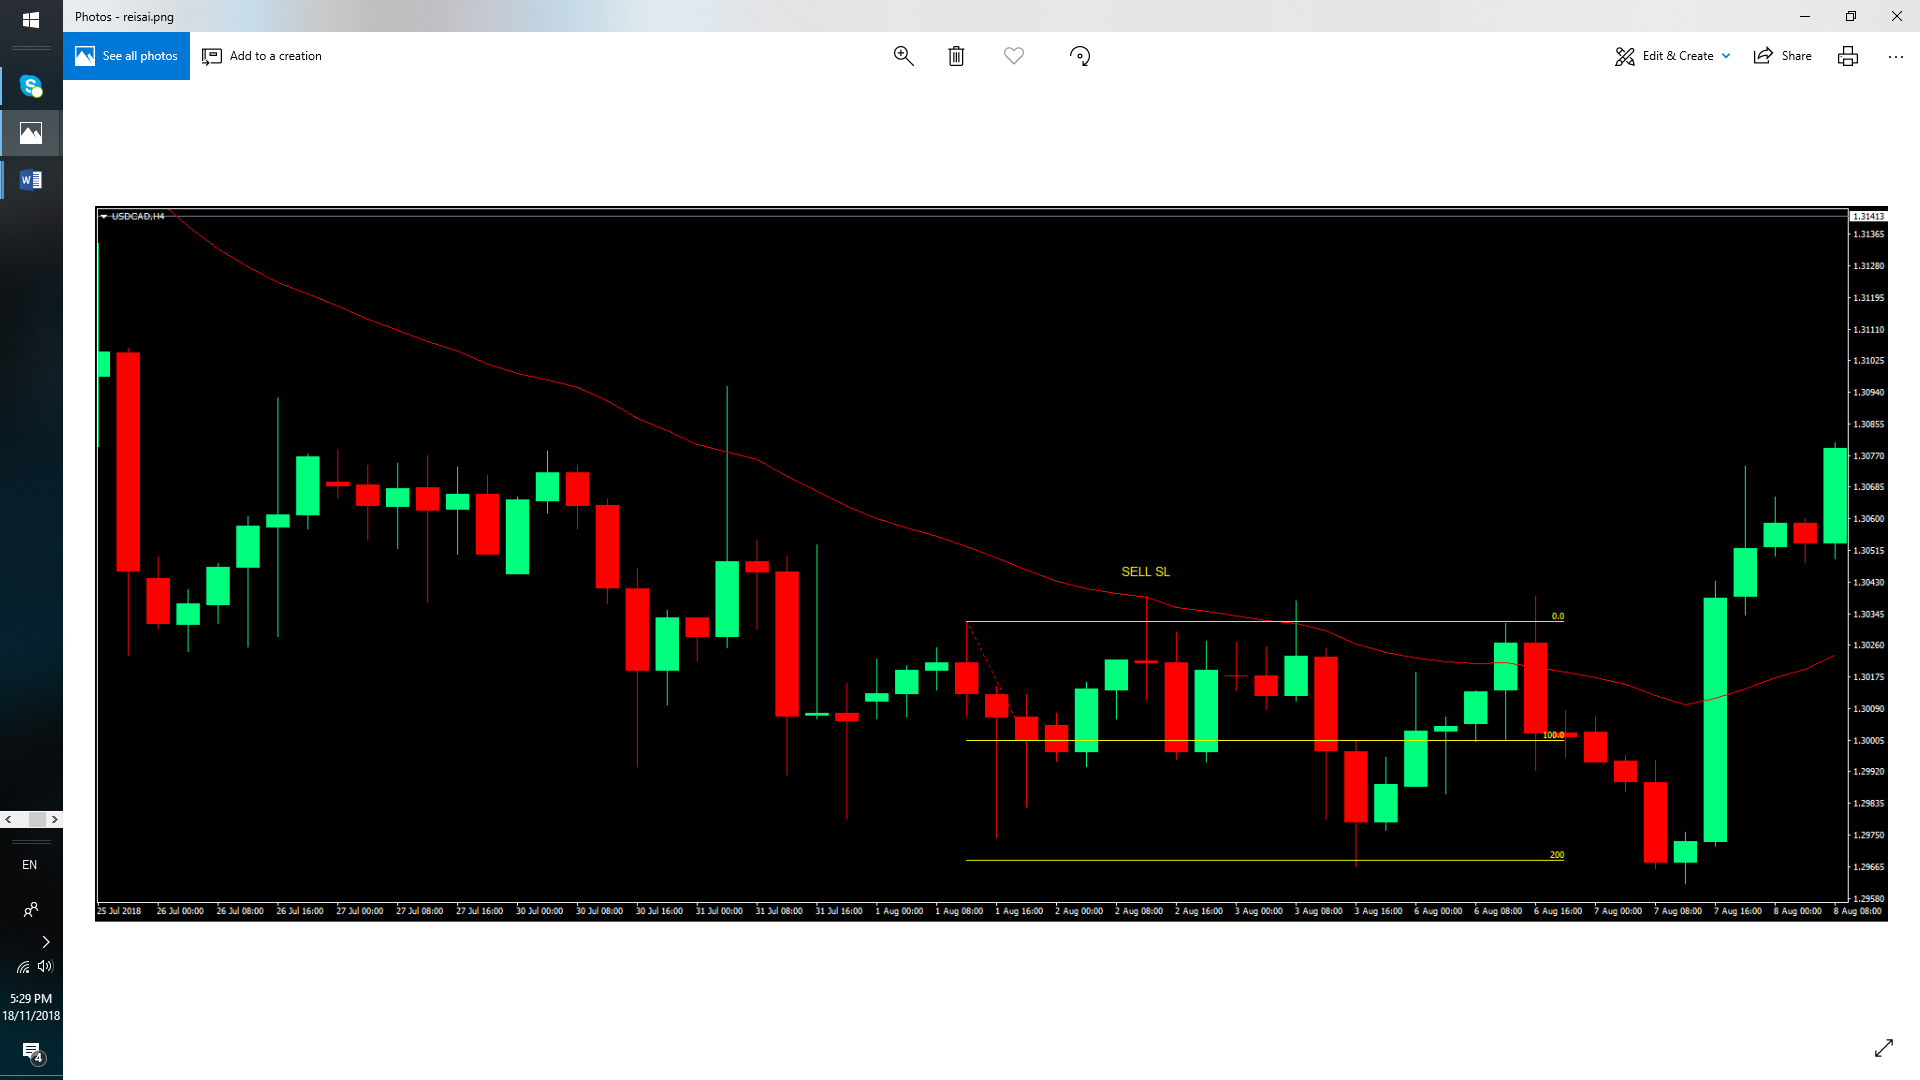 Photos - reisai.png
See all photos
Add to a creation
Edit & Create
Share
USDCAD,H4
1.31413
1.31365
1.31280
1.31195
1.31110
1.31025
1.30940
1.30855
1.30770
1.30685
1.30600
1.30515
1.30430
1.30345
1.30260
1.30175
1.30090
1.30005
1.29920
1.29835
1.29750
1.29665
1.29580
SELL SL
0.0
100.0
200
25 Jul 2018 26 Jul 00:00 26 Jul 08:00 26 Jul 16:00 27 Jul 00:00 27 Jul 08:00 27 Jul 16:00 30 Jul 00:00 30 Jul 08:00 30 Jul 16:00 31 Jul 00:00 31 Jul 08:00 31 Jul 16:00 1 Aug 00:00 1 Aug 08:00 1 Aug 16:00 2 Aug 00:00 2 Aug 08:00 2 Aug 16:00 3 Aug 00:00 3 Aug 08:00 3 Aug 16:00 6 Aug 00:00 6 Aug 08:00 6 Aug 16:00 7 Aug 00:00 7 Aug 08:00 7 Aug 16:00 8 Aug 00:00 8 Aug 08:00
EN
5:29 PM
18/11/2018
4